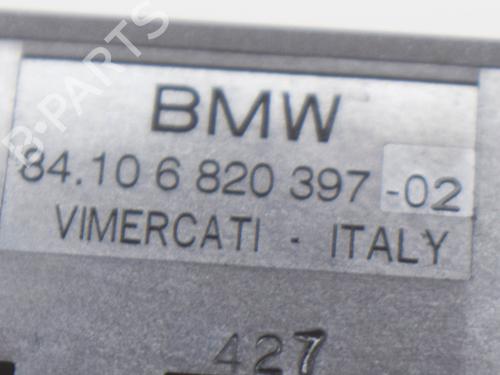 B-PARTS
BMW
84.10 6 820 397 -02
VIMERCATI - ITALY
427